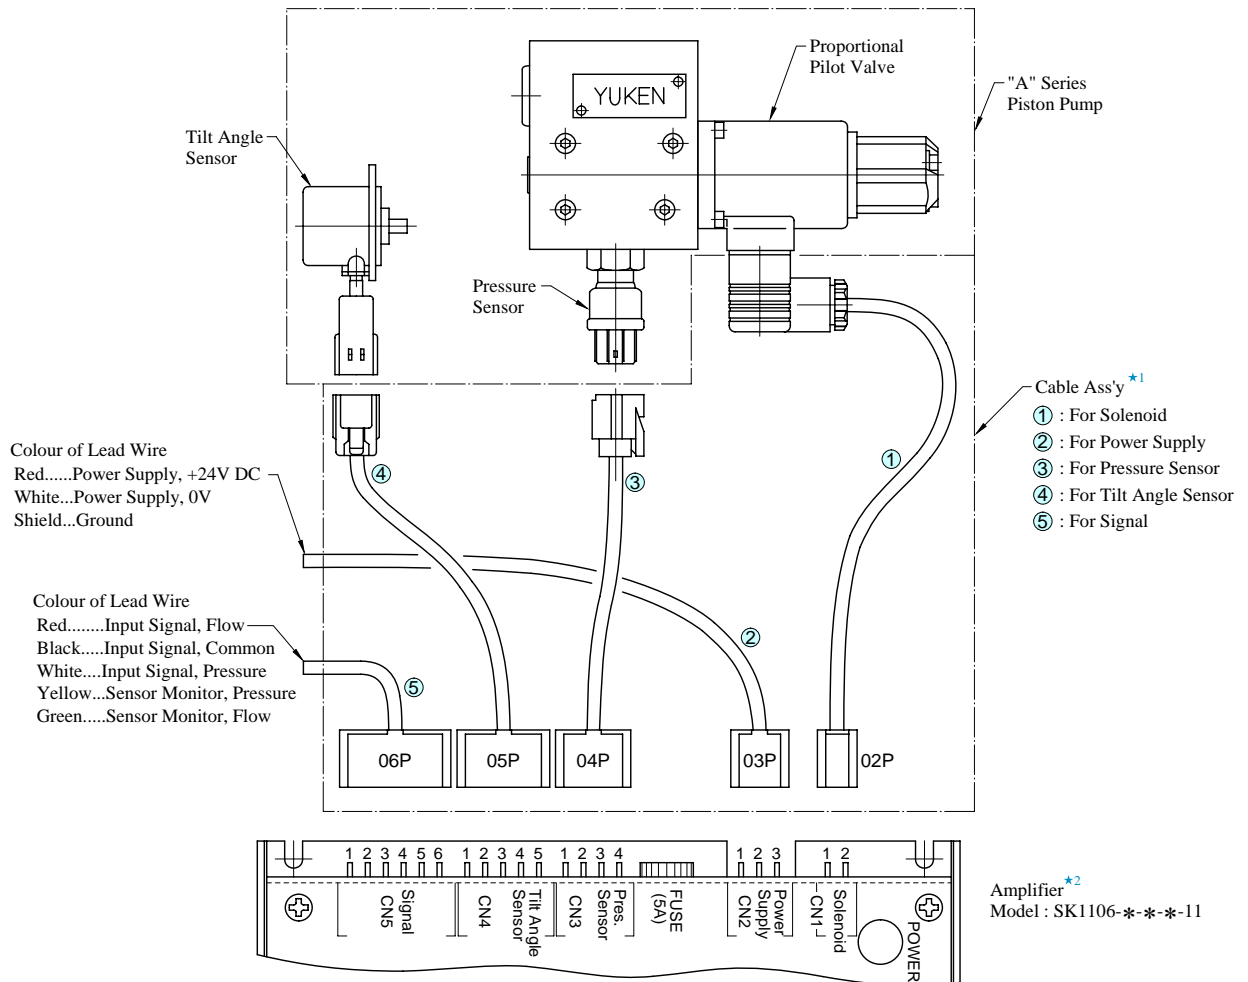 YUKEN
Proportional
Pilot Valve
"A" Series
Piston Pump
Tilt Angle
Sensor
Pressure
Sensor
Cable Ass'y ★1
① : For Solenoid
② : For Power Supply
③ : For Pressure Sensor
④ : For Tilt Angle Sensor
⑤ : For Signal
Colour of Lead Wire
Red......Power Supply, +24V DC
White...Power Supply, 0V
Shield...Ground
Colour of Lead Wire
Red........Input Signal, Flow
Black.....Input Signal, Common
White....Input Signal, Pressure
Yellow...Sensor Monitor, Pressure
Green.....Sensor Monitor, Flow
①
④
③
②
⑤
06P
05P
04P
03P
02P
1 2 3 4 5 6
1 2 3 4 5
1 2 3 4
1 2 3
1 2
Signal
CN5
Tilt Angle
Sensor
CN4
Pres.
Sensor
CN3
FUSE
(5A)
Power
Supply
CN2
Solenoid
CN1
POWER
Amplifier ★2
Model : SK1106-*-*-*-11